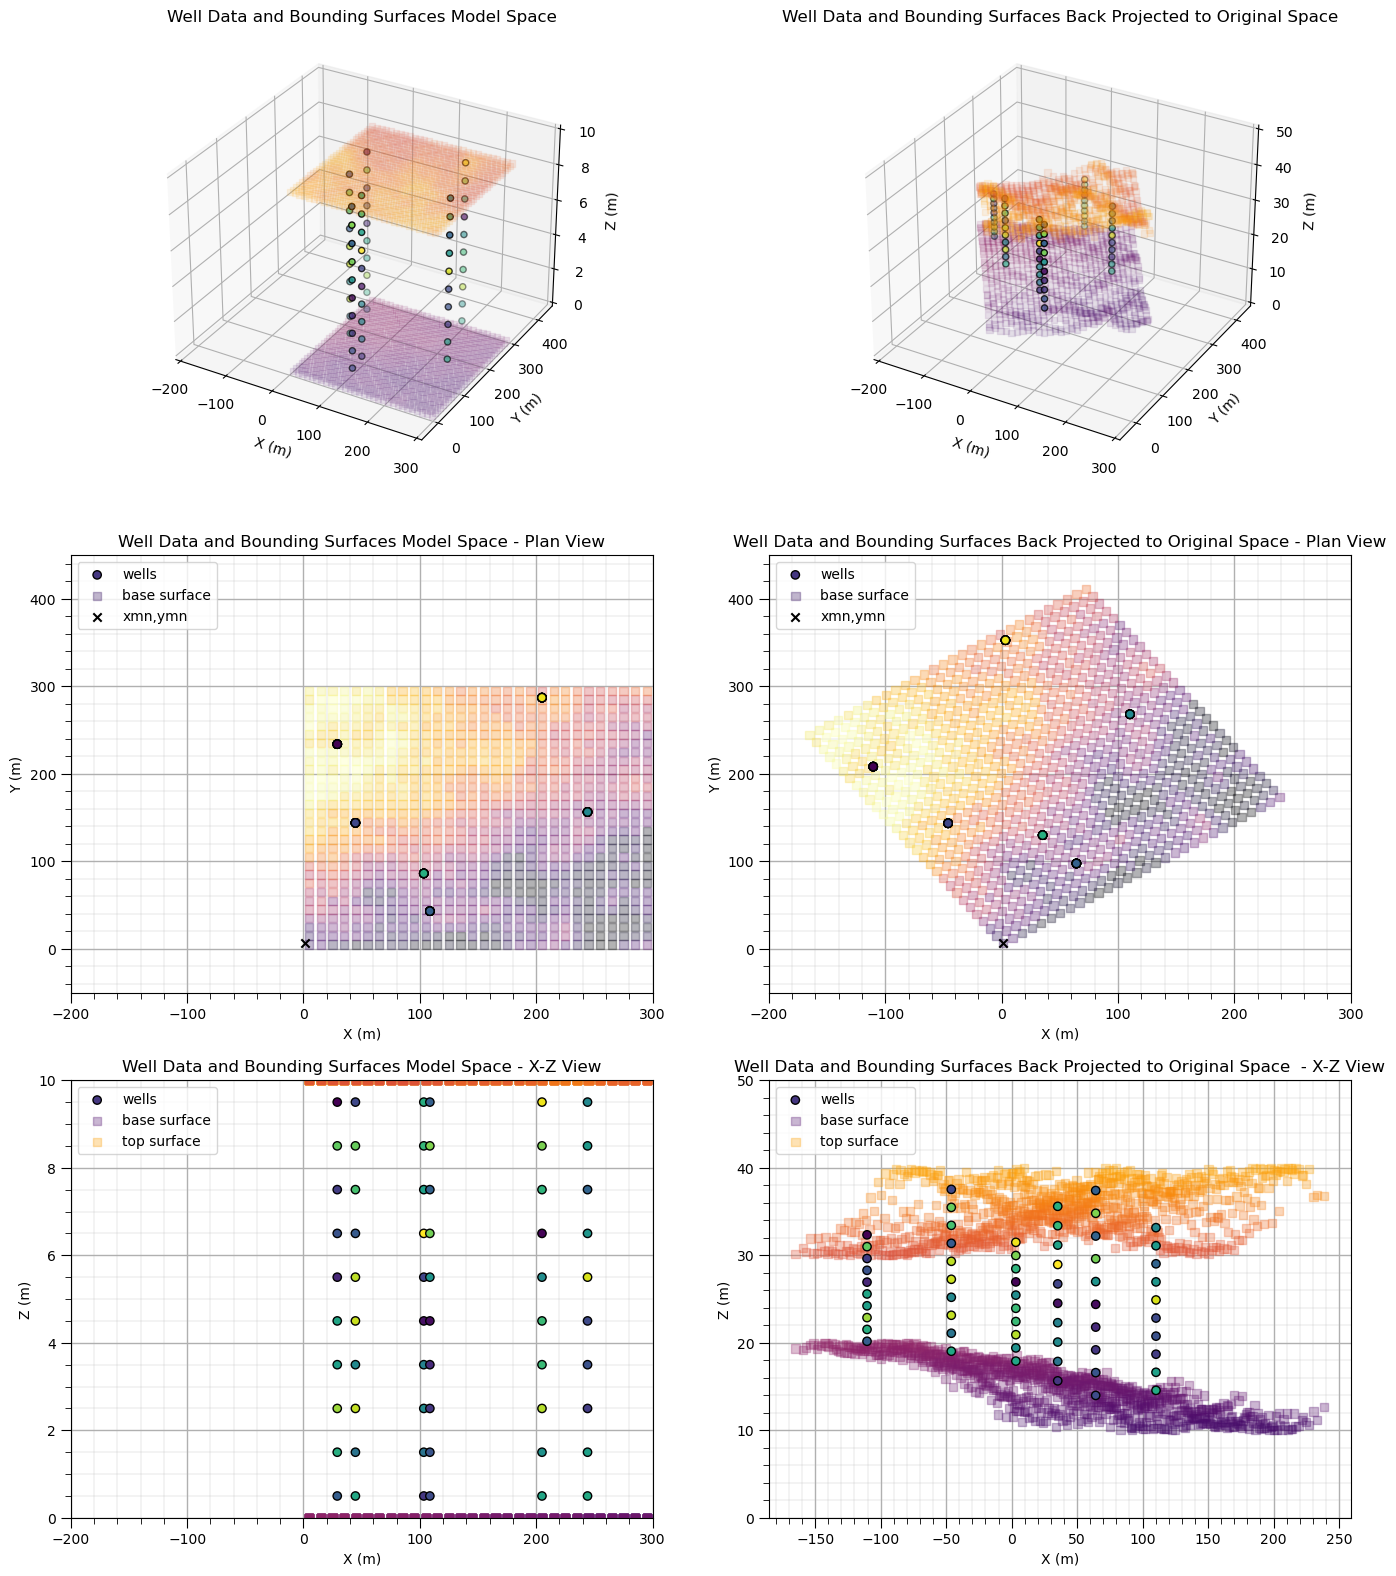 Well Data and Bounding Surfaces Model Space
10
8
6
4
2
0
Z (m)
−200
−100
0
100
200
300
X (m)
0
100
200
300
400
Y (m)
Well Data and Bounding Surfaces Back Projected to Original Space
50
40
30
20
10
0
Z (m)
−200
−100
0
100
200
300
X (m)
0
100
200
300
400
Y (m)
Well Data and Bounding Surfaces Model Space - Plan View
wells
base surface
xmn,ymn
400
300
200
100
0
Y (m)
−200
−100
0
100
200
300
X (m)
Well Data and Bounding Surfaces Back Projected to Original Space - Plan View
wells
base surface
xmn,ymn
400
300
200
100
0
Y (m)
−200
−100
0
100
200
300
X (m)
Well Data and Bounding Surfaces Model Space - X-Z View
wells
base surface
top surface
10
8
6
4
2
0
Z (m)
−200
−100
0
100
200
300
X (m)
Well Data and Bounding Surfaces Back Projected to Original Space  - X-Z View
wells
base surface
top surface
50
40
30
20
10
0
Z (m)
−150
−100
−50
0
50
100
150
200
250
X (m)